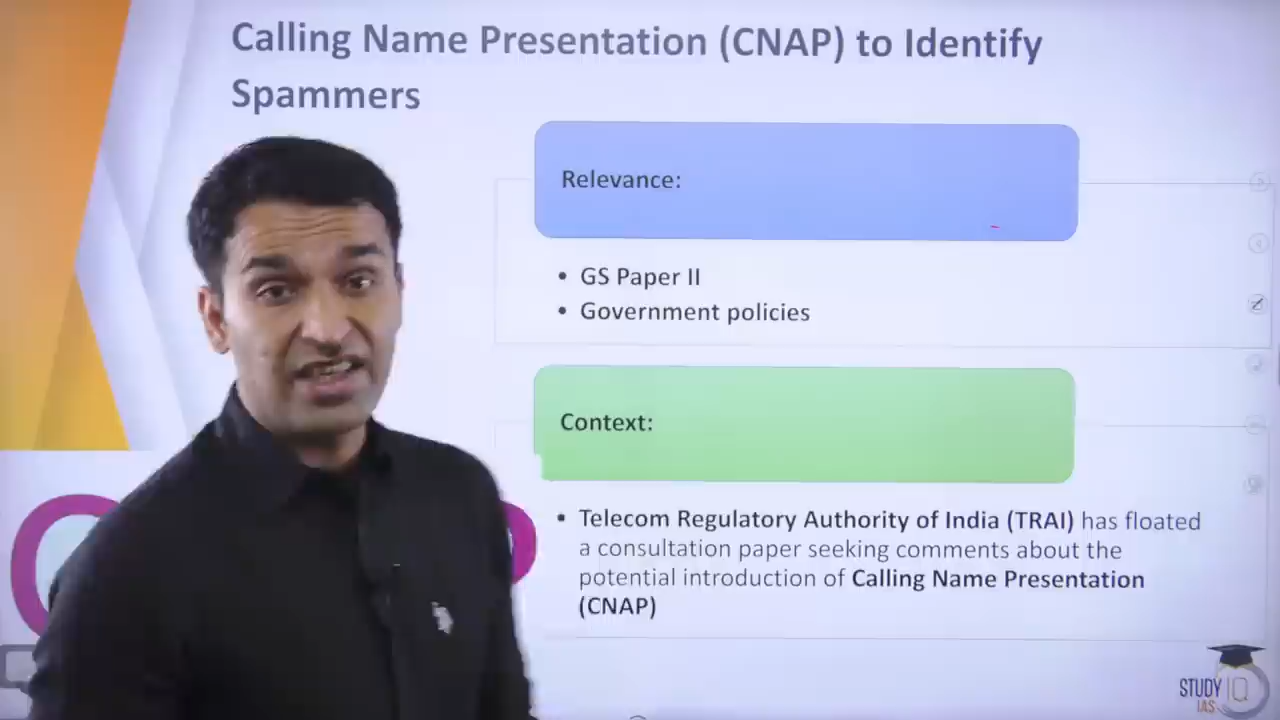 Calling Name Presentation (CNAP) to Identify
Spammers
Relevance:
• GS Paper II
• Government policies
Context:
• Telecom Regulatory Authority of India (TRAI) has floated
a consultation paper seeking comments about the
potential introduction of Calling Name Presentation
(CNAP)
STUDY IQ
IAS